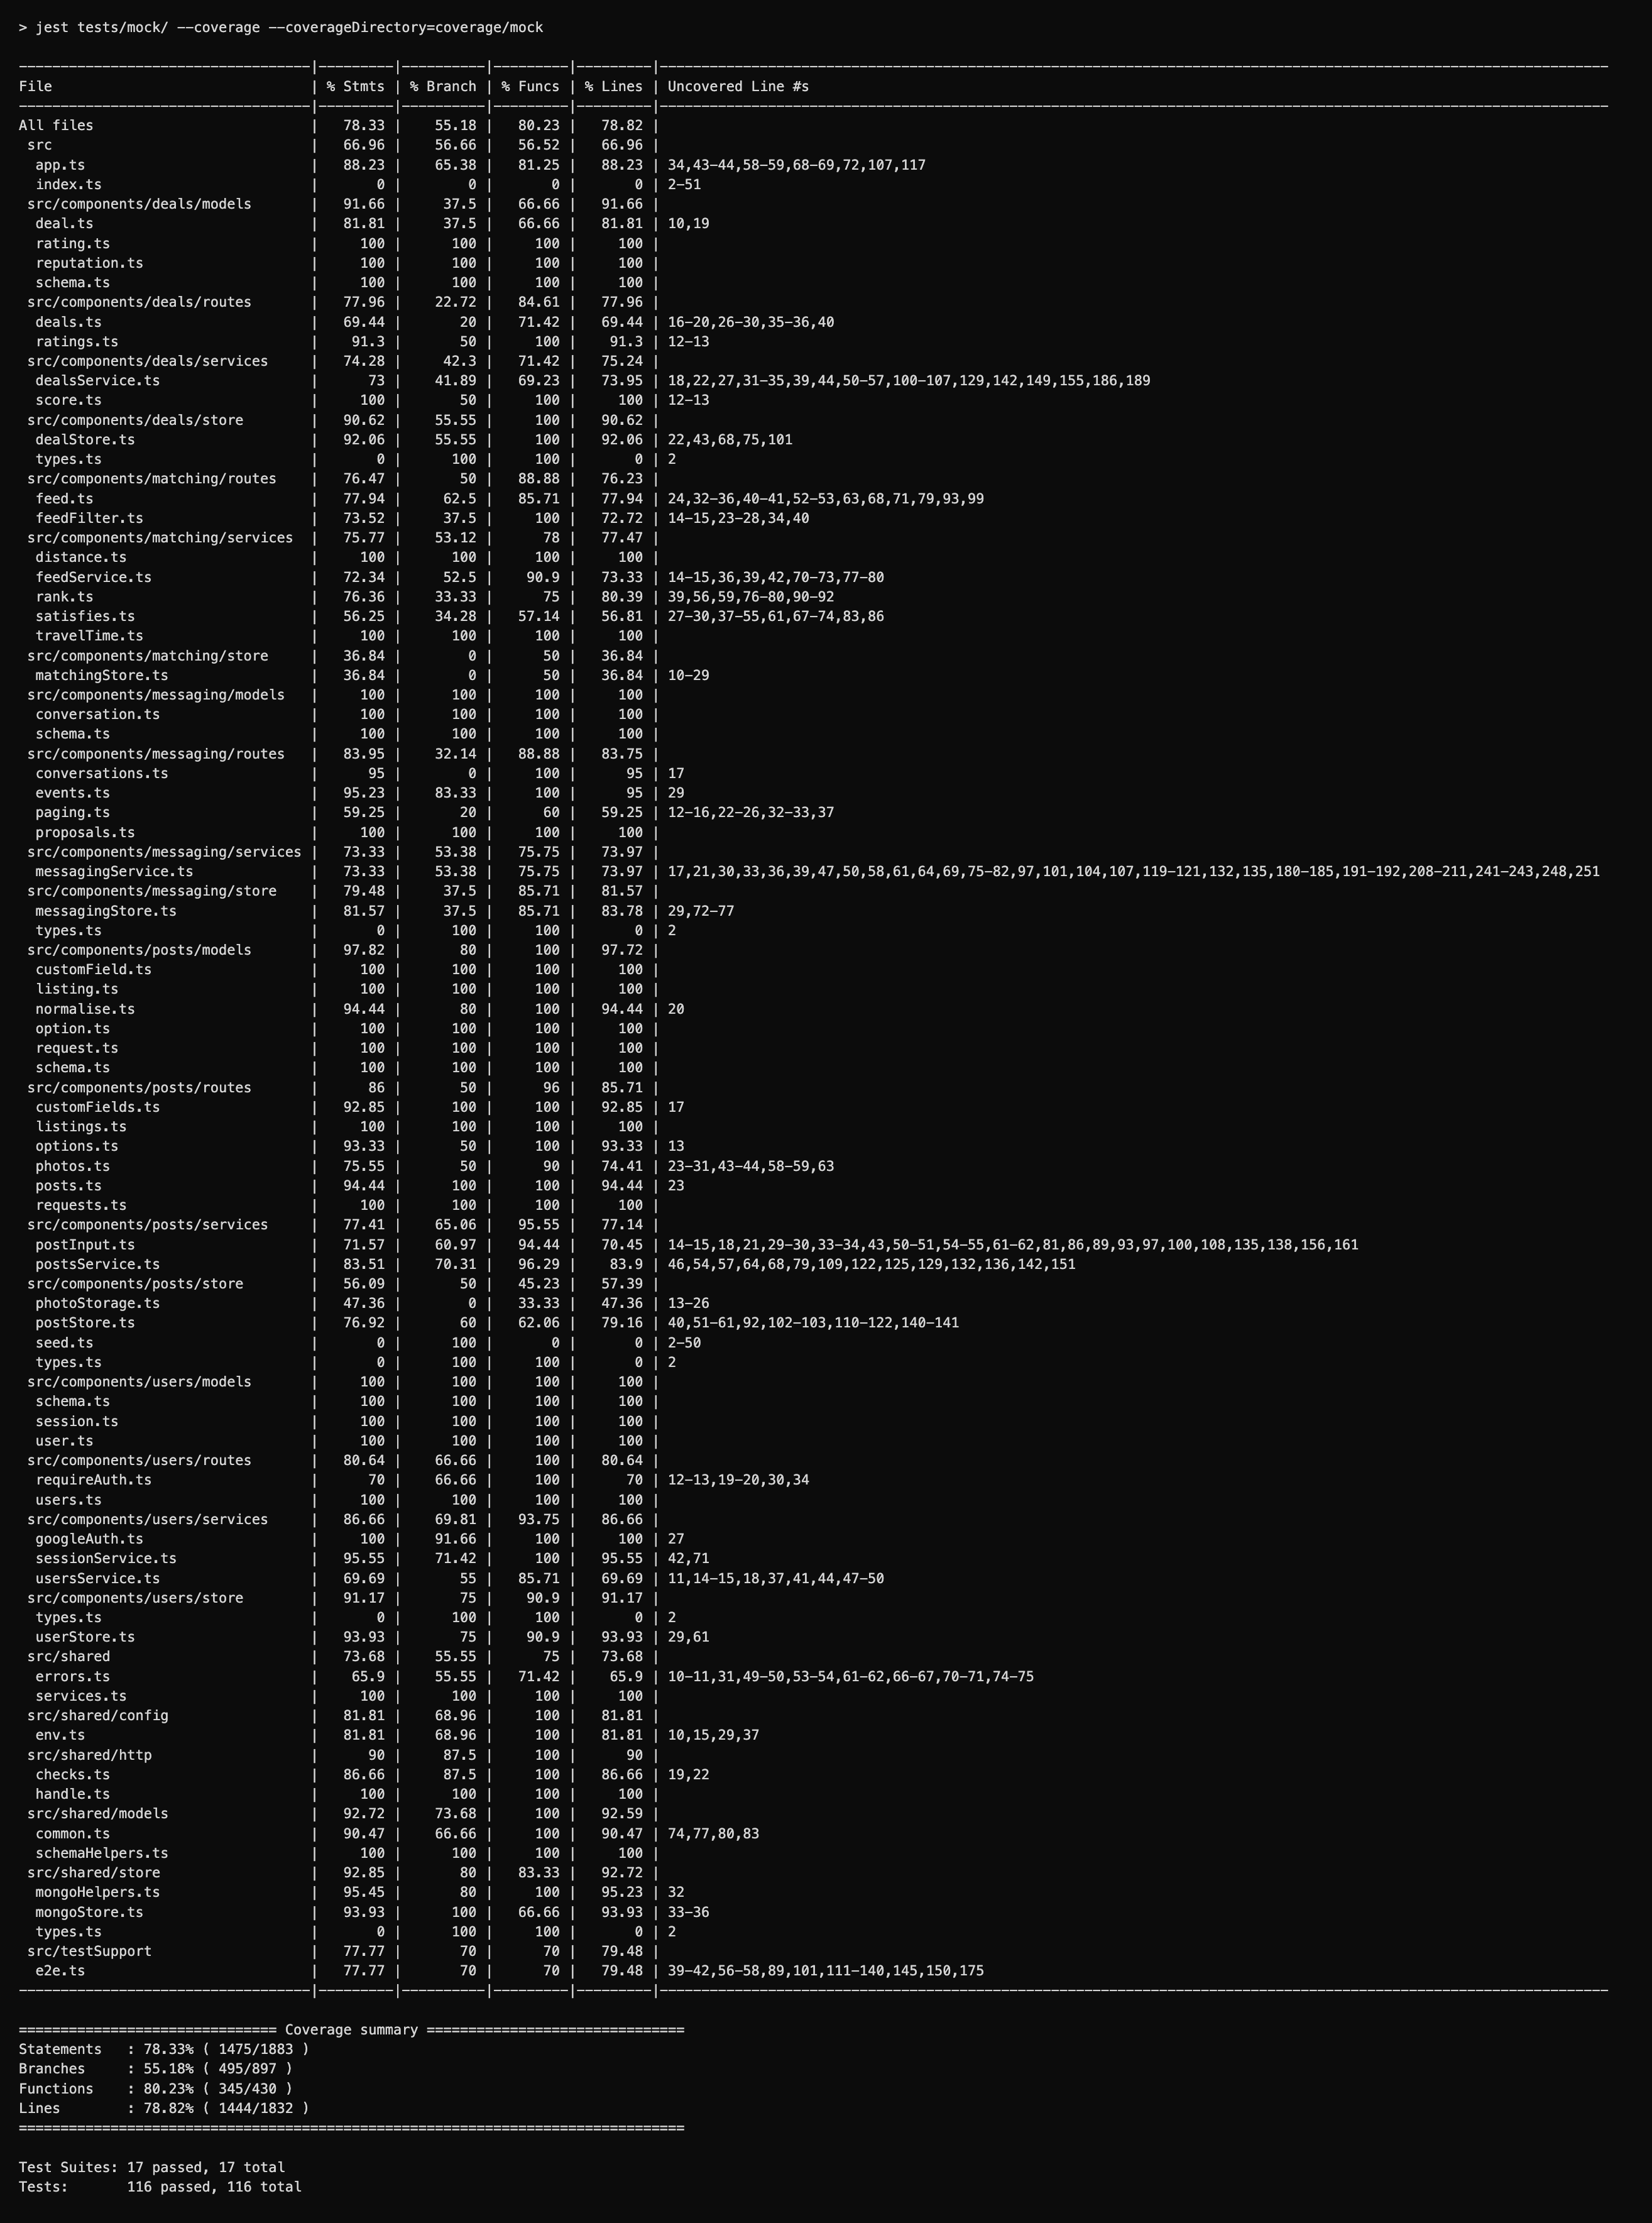 > jest tests/mock/ --coverage --coverageDirectory=coverage/mock
----------------------------------|---------|----------|---------|---------|-------------------------------------------------------------------------------------------------------------------
File                              | % Stmts | % Branch | % Funcs | % Lines | Uncovered Line #s
----------------------------------|---------|----------|---------|---------|-------------------------------------------------------------------------------------------------------------------
All files                         |   78.33 |    55.18 |   80.23 |   78.82 |
 src                              |   66.96 |    56.66 |   56.52 |   66.96 |
  app.ts                          |   88.23 |    65.38 |   81.25 |   88.23 | 34,43-44,58-59,68-69,72,107,117
  index.ts                        |       0 |        0 |       0 |       0 | 2-51
 src/components/deals/models      |   91.66 |     37.5 |   66.66 |   91.66 |
  deal.ts                         |   81.81 |     37.5 |   66.66 |   81.81 | 10,19
  rating.ts                       |     100 |      100 |     100 |     100 |
  reputation.ts                   |     100 |      100 |     100 |     100 |
  schema.ts                       |     100 |      100 |     100 |     100 |
 src/components/deals/routes      |   77.96 |    22.72 |   84.61 |   77.96 |
  deals.ts                        |   69.44 |       20 |   71.42 |   69.44 | 16-20,26-30,35-36,40
  ratings.ts                      |    91.3 |       50 |     100 |    91.3 | 12-13
 src/components/deals/services    |   74.28 |     42.3 |   71.42 |   75.24 |
  dealsService.ts                 |      73 |    41.89 |   69.23 |   73.95 | 18,22,27,31-35,39,44,50-57,100-107,129,142,149,155,186,189
  score.ts                        |     100 |       50 |     100 |     100 | 12-13
 src/components/deals/store       |   90.62 |    55.55 |     100 |   90.62 |
  dealStore.ts                    |   92.06 |    55.55 |     100 |   92.06 | 22,43,68,75,101
  types.ts                        |       0 |      100 |     100 |       0 | 2
 src/components/matching/routes   |   76.47 |       50 |   88.88 |   76.23 |
  feed.ts                         |   77.94 |     62.5 |   85.71 |   77.94 | 24,32-36,40-41,52-53,63,68,71,79,93,99
  feedFilter.ts                   |   73.52 |     37.5 |     100 |   72.72 | 14-15,23-28,34,40
 src/components/matching/services |   75.77 |    53.12 |      78 |   77.47 |
  distance.ts                     |     100 |      100 |     100 |     100 |
  feedService.ts                  |   72.34 |     52.5 |    90.9 |   73.33 | 14-15,36,39,42,70-73,77-80
  rank.ts                         |   76.36 |    33.33 |      75 |   80.39 | 39,56,59,76-80,90-92
  satisfies.ts                    |   56.25 |    34.28 |   57.14 |   56.81 | 27-30,37-55,61,67-74,83,86
  travelTime.ts                   |     100 |      100 |     100 |     100 |
 src/components/matching/store    |   36.84 |        0 |      50 |   36.84 |
  matchingStore.ts                |   36.84 |        0 |      50 |   36.84 | 10-29
 src/components/messaging/models  |     100 |      100 |     100 |     100 |
  conversation.ts                 |     100 |      100 |     100 |     100 |
  schema.ts                       |     100 |      100 |     100 |     100 |
 src/components/messaging/routes  |   83.95 |    32.14 |   88.88 |   83.75 |
  conversations.ts                |      95 |        0 |     100 |      95 | 17
  events.ts                       |   95.23 |    83.33 |     100 |      95 | 29
  paging.ts                       |   59.25 |       20 |      60 |   59.25 | 12-16,22-26,32-33,37
  proposals.ts                    |     100 |      100 |     100 |     100 |
 src/components/messaging/services |   73.33 |    53.38 |   75.75 |   73.97 |
  messagingService.ts             |   73.33 |    53.38 |   75.75 |   73.97 | 17,21,30,33,36,39,47,50,58,61,64,69,75-82,97,101,104,107,119-121,132,135,180-185,191-192,208-211,241-243,248,251
 src/components/messaging/store   |   79.48 |     37.5 |   85.71 |   81.57 |
  messagingStore.ts               |   81.57 |     37.5 |   85.71 |   83.78 | 29,72-77
  types.ts                        |       0 |      100 |     100 |       0 | 2
 src/components/posts/models      |   97.82 |       80 |     100 |   97.72 |
  customField.ts                  |     100 |      100 |     100 |     100 |
  listing.ts                      |     100 |      100 |     100 |     100 |
  normalise.ts                    |   94.44 |       80 |     100 |   94.44 | 20
  option.ts                       |     100 |      100 |     100 |     100 |
  request.ts                      |     100 |      100 |     100 |     100 |
  schema.ts                       |     100 |      100 |     100 |     100 |
 src/components/posts/routes      |      86 |       50 |      96 |   85.71 |
  customFields.ts                 |   92.85 |      100 |     100 |   92.85 | 17
  listings.ts                     |     100 |      100 |     100 |     100 |
  options.ts                      |   93.33 |       50 |     100 |   93.33 | 13
  photos.ts                       |   75.55 |       50 |      90 |   74.41 | 23-31,43-44,58-59,63
  posts.ts                        |   94.44 |      100 |     100 |   94.44 | 23
  requests.ts                     |     100 |      100 |     100 |     100 |
 src/components/posts/services    |   77.41 |    65.06 |   95.55 |   77.14 |
  postInput.ts                    |   71.57 |    60.97 |   94.44 |   70.45 | 14-15,18,21,29-30,33-34,43,50-51,54-55,61-62,81,86,89,93,97,100,108,135,138,156,161
  postsService.ts                 |   83.51 |    70.31 |   96.29 |    83.9 | 46,54,57,64,68,79,109,122,125,129,132,136,142,151
 src/components/posts/store       |   56.09 |       50 |   45.23 |   57.39 |
  photoStorage.ts                 |   47.36 |        0 |   33.33 |   47.36 | 13-26
  postStore.ts                    |   76.92 |       60 |   62.06 |   79.16 | 40,51-61,92,102-103,110-122,140-141
  seed.ts                         |       0 |      100 |       0 |       0 | 2-50
  types.ts                        |       0 |      100 |     100 |       0 | 2
 src/components/users/models      |     100 |      100 |     100 |     100 |
  schema.ts                       |     100 |      100 |     100 |     100 |
  session.ts                      |     100 |      100 |     100 |     100 |
  user.ts                         |     100 |      100 |     100 |     100 |
 src/components/users/routes      |   80.64 |    66.66 |     100 |   80.64 |
  requireAuth.ts                  |      70 |    66.66 |     100 |      70 | 12-13,19-20,30,34
  users.ts                        |     100 |      100 |     100 |     100 |
 src/components/users/services    |   86.66 |    69.81 |   93.75 |   86.66 |
  googleAuth.ts                   |     100 |    91.66 |     100 |     100 | 27
  sessionService.ts               |   95.55 |    71.42 |     100 |   95.55 | 42,71
  usersService.ts                 |   69.69 |       55 |   85.71 |   69.69 | 11,14-15,18,37,41,44,47-50
 src/components/users/store       |   91.17 |       75 |    90.9 |   91.17 |
  types.ts                        |       0 |      100 |     100 |       0 | 2
  userStore.ts                    |   93.93 |       75 |    90.9 |   93.93 | 29,61
 src/shared                       |   73.68 |    55.55 |      75 |   73.68 |
  errors.ts                       |    65.9 |    55.55 |   71.42 |    65.9 | 10-11,31,49-50,53-54,61-62,66-67,70-71,74-75
  services.ts                     |     100 |      100 |     100 |     100 |
 src/shared/config                |   81.81 |    68.96 |     100 |   81.81 |
  env.ts                          |   81.81 |    68.96 |     100 |   81.81 | 10,15,29,37
 src/shared/http                  |      90 |     87.5 |     100 |      90 |
  checks.ts                       |   86.66 |     87.5 |     100 |   86.66 | 19,22
  handle.ts                       |     100 |      100 |     100 |     100 |
 src/shared/models                |   92.72 |    73.68 |     100 |   92.59 |
  common.ts                       |   90.47 |    66.66 |     100 |   90.47 | 74,77,80,83
  schemaHelpers.ts                |     100 |      100 |     100 |     100 |
 src/shared/store                 |   92.85 |       80 |   83.33 |   92.72 |
  mongoHelpers.ts                 |   95.45 |       80 |     100 |   95.23 | 32
  mongoStore.ts                   |   93.93 |      100 |   66.66 |   93.93 | 33-36
  types.ts                        |       0 |      100 |     100 |       0 | 2
 src/testSupport                  |   77.77 |       70 |      70 |   79.48 |
  e2e.ts                          |   77.77 |       70 |      70 |   79.48 | 39-42,56-58,89,101,111-140,145,150,175
----------------------------------|---------|----------|---------|---------|-------------------------------------------------------------------------------------------------------------------
=============================== Coverage summary ===============================
Statements   : 78.33% ( 1475/1883 )
Branches     : 55.18% ( 495/897 )
Functions    : 80.23% ( 345/430 )
Lines        : 78.82% ( 1444/1832 )
================================================================================
Test Suites: 17 passed, 17 total
Tests:       116 passed, 116 total